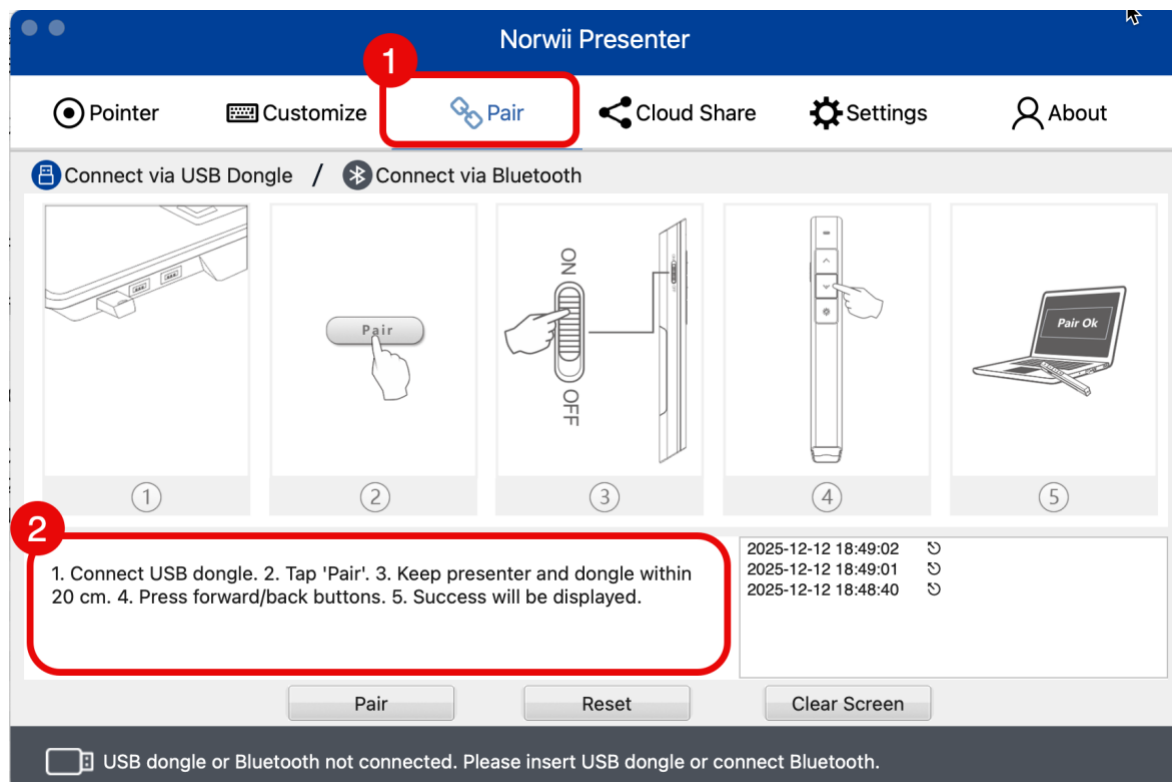 Norwii Presenter
1
Pointer
Customize
Pair
Cloud Share
Settings
About
Connect via USB Dongle / Connect via Bluetooth
Pair
ON
OFF
Pair Ok
1
2
3
4
5
2
1. Connect USB dongle. 2. Tap 'Pair'. 3. Keep presenter and dongle within
20 cm. 4. Press forward/back buttons. 5. Success will be displayed.
2025-12-12 18:49:02
2025-12-12 18:49:01
2025-12-12 18:48:40
Pair
Reset
Clear Screen
USB dongle or Bluetooth not connected. Please insert USB dongle or connect Bluetooth.